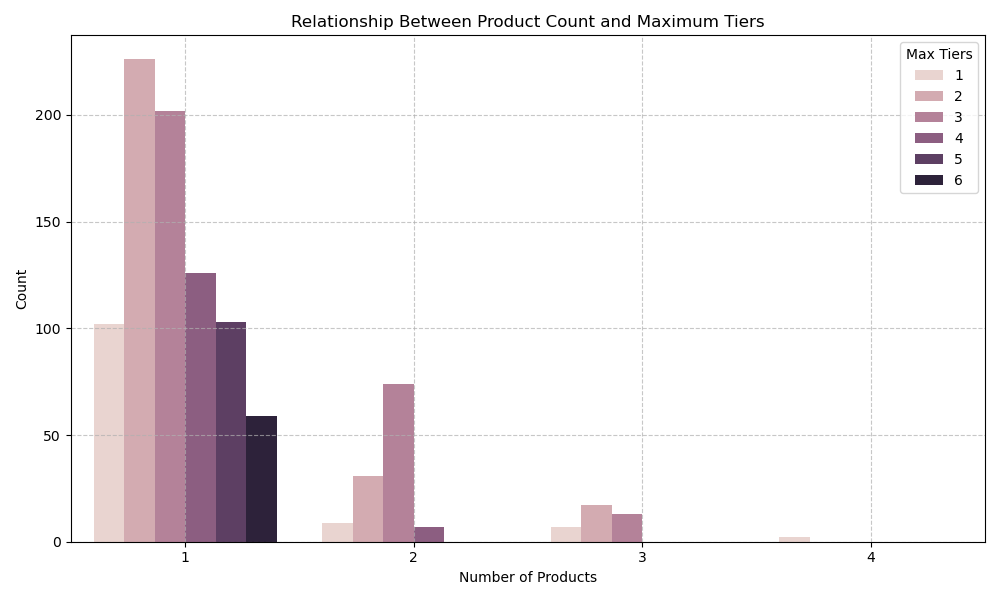 Relationship Between Product Count and Maximum Tiers
Max Tiers
1
2
3
4
5
6
200
150
100
50
0
Count
1 2 3 4
Number of Products